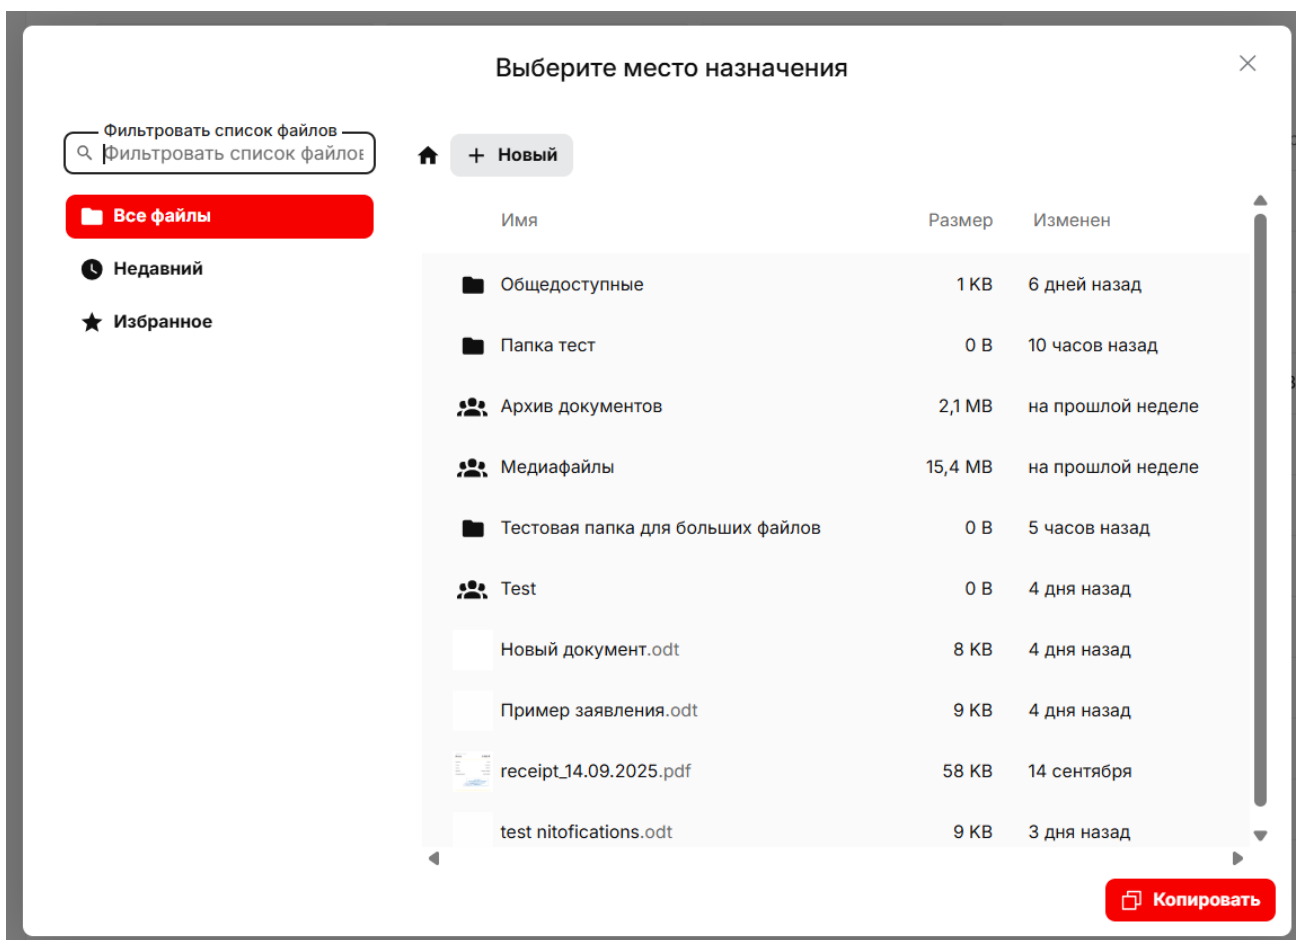 Выберите место назначения
Фильтровать список файлов
Фильтровать список файлов
Новый
Все файлы
Недавний
Избранное
Имя Размер Изменен
Общедоступные 1 KB 6 дней назад
Папка тест 0 B 10 часов назад
Архив документов 2,1 MB на прошлой неделе
Медиафайлы 15,4 MB на прошлой неделе
Тестовая папка для больших файлов 0 B 5 часов назад
Test 0 B 4 дня назад
Новый документ.odt 8 KB 4 дня назад
Пример заявления.odt 9 KB 4 дня назад
receipt_14.09.2025.pdf 58 KB 14 сентября
test nitofications.odt 9 KB 3 дня назад
Копировать